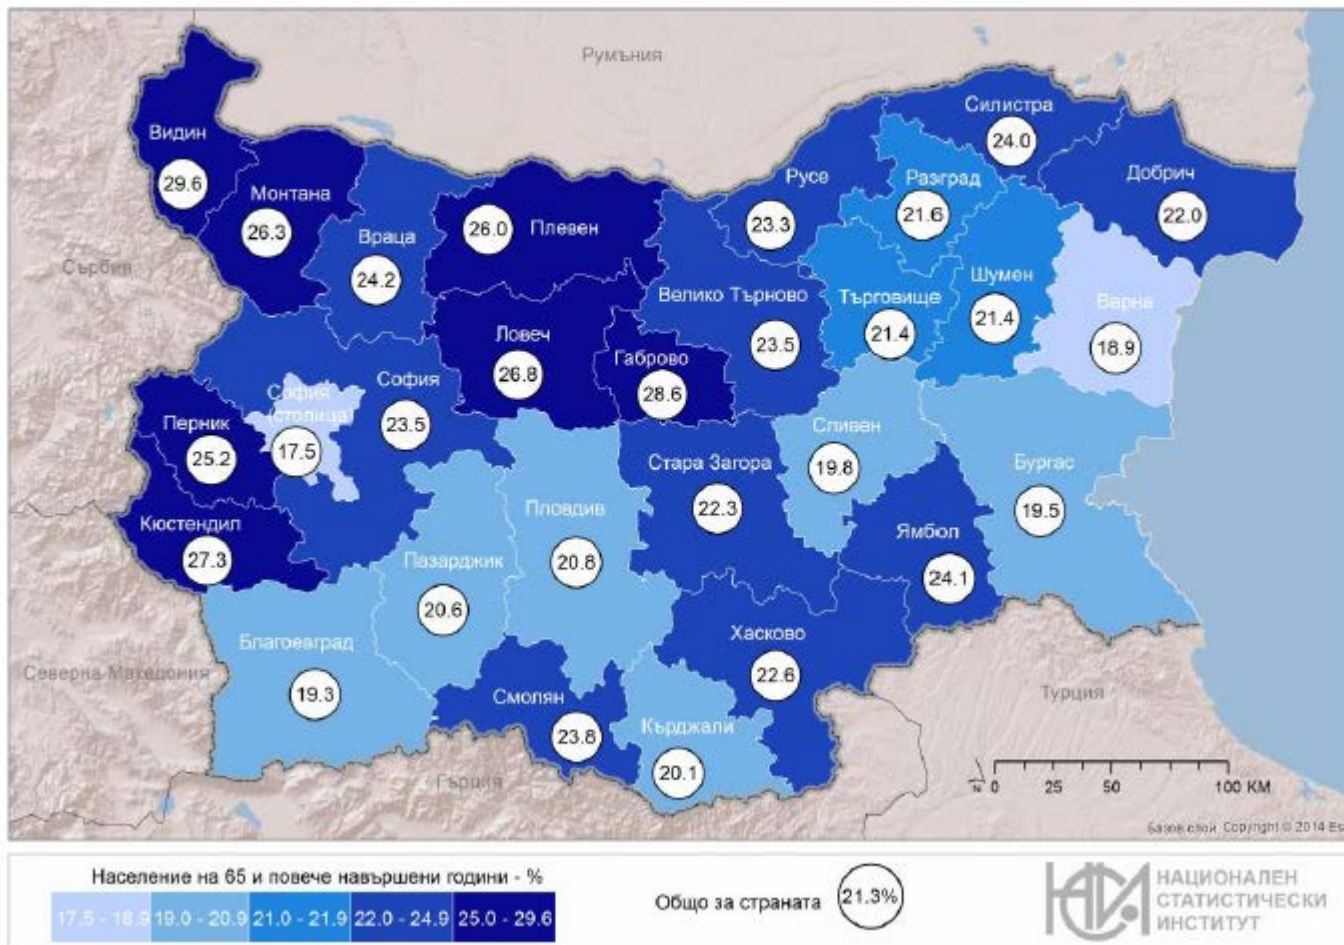 Румъния
Силистра
24.0
Видин
29.6
Добрич
22.0
Русе
23.3
Разград
21.6
Монтана
26.3
26.0
Плевен
Враца
24.2
Сърбия
Шумен
21.4
Велико Търново
23.5
Търговище
21.4
Варна
18.9
Ловеч
26.8
Габрово
28.6
София
23.5
София
(столица)
17.5
Перник
25.2
Сливен
19.8
Стара Загора
22.3
Бургас
19.5
Пловдив
20.8
Кюстендил
27.3
Ямбол
24.1
Пазарджик
20.6
Хасково
22.6
Благоевград
19.3
Северна Македония
Смолян
23.8
Турция
Кърджали
20.1
Гърция
N
0 25 50 100 KM
Базов слой: Copyright © 2014 Es
Население на 65 и повече навършени години - %
17.5 - 18.9 19.0 - 20.9 21.0 - 21.9 22.0 - 24.9 25.0 - 29.6
Общо за страната 21.3%
НСИ
НАЦИОНАЛЕН
СТАТИСТИЧЕСКИ
ИНСТИТУТ